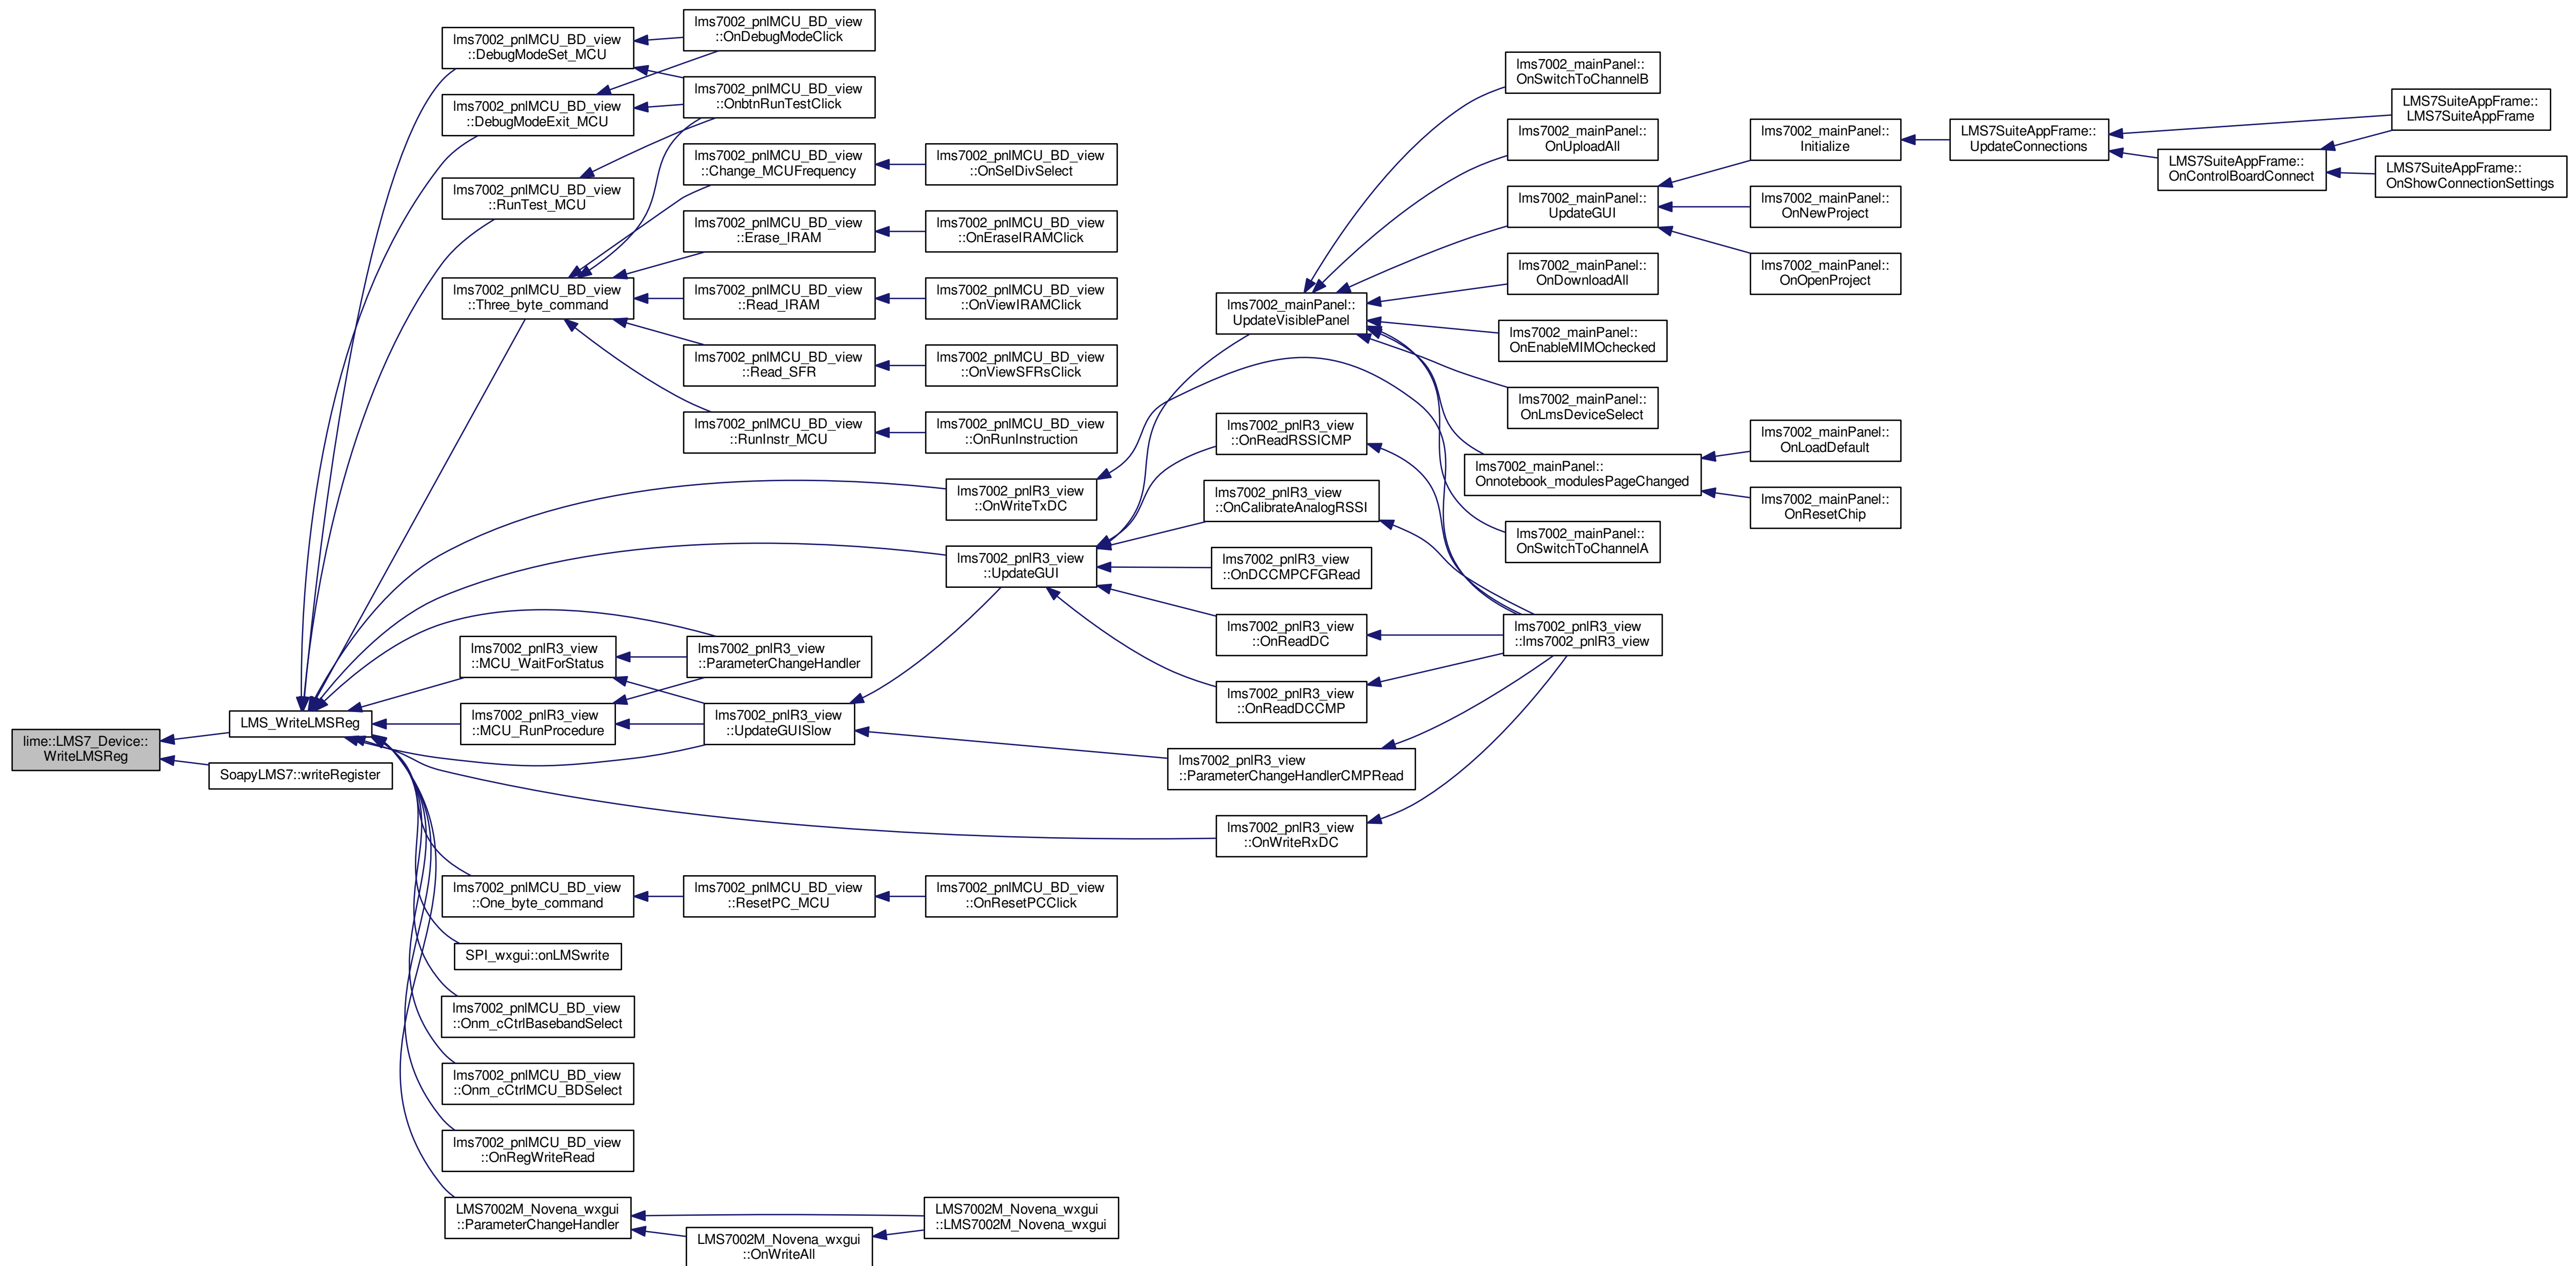 lime::LMS7_Device::
WriteLMSReg
LMS_WriteLMSReg
SoapyLMS7::writeRegister
lms7002_pnlMCU_BD_view
::DebugModeSet_MCU
lms7002_pnlMCU_BD_view
::DebugModeExit_MCU
lms7002_pnlMCU_BD_view
::RunTest_MCU
lms7002_pnlMCU_BD_view
::Three_byte_command
lms7002_pnlR3_view
::MCU_WaitForStatus
lms7002_pnlR3_view
::MCU_RunProcedure
lms7002_pnlMCU_BD_view
::One_byte_command
SPI_wxgui::onLMSwrite
lms7002_pnlMCU_BD_view
::Onm_cCtrlBasebandSelect
lms7002_pnlMCU_BD_view
::Onm_cCtrlMCU_BDSelect
lms7002_pnlMCU_BD_view
::OnRegWriteRead
LMS7002M_Novena_wxgui
::ParameterChangeHandler
lms7002_pnlMCU_BD_view
::OnDebugModeClick
lms7002_pnlMCU_BD_view
::OnbtnRunTestClick
lms7002_pnlMCU_BD_view
::Change_MCUFrequency
lms7002_pnlMCU_BD_view
::Erase_IRAM
lms7002_pnlMCU_BD_view
::Read_IRAM
lms7002_pnlMCU_BD_view
::Read_SFR
lms7002_pnlMCU_BD_view
::RunInstr_MCU
lms7002_pnlR3_view
::ParameterChangeHandler
lms7002_pnlR3_view
::UpdateGUISlow
lms7002_pnlMCU_BD_view
::ResetPC_MCU
LMS7002M_Novena_wxgui
::OnWriteAll
lms7002_pnlMCU_BD_view
::OnSelDivSelect
lms7002_pnlMCU_BD_view
::OnEraseIRAMClick
lms7002_pnlMCU_BD_view
::OnViewIRAMClick
lms7002_pnlMCU_BD_view
::OnViewSFRsClick
lms7002_pnlMCU_BD_view
::OnRunInstruction
lms7002_pnlR3_view
::OnWriteTxDC
lms7002_pnlR3_view
::UpdateGUI
lms7002_pnlMCU_BD_view
::OnResetPCClick
LMS7002M_Novena_wxgui
::LMS7002M_Novena_wxgui
lms7002_mainPanel::
UpdateVisiblePanel
lms7002_pnlR3_view
::OnReadRSSICMP
lms7002_pnlR3_view
::OnCalibrateAnalogRSSI
lms7002_pnlR3_view
::OnDCCMPCFGRead
lms7002_pnlR3_view
::OnReadDC
lms7002_pnlR3_view
::OnReadDCCMP
lms7002_pnlR3_view
::ParameterChangeHandlerCMPRead
lms7002_pnlR3_view
::OnWriteRxDC
lms7002_mainPanel::
OnSwitchToChannelB
lms7002_mainPanel::
OnUploadAll
lms7002_mainPanel::
UpdateGUI
lms7002_mainPanel::
OnDownloadAll
lms7002_mainPanel::
OnEnableMIMOchecked
lms7002_mainPanel::
OnLmsDeviceSelect
lms7002_mainPanel::
Onnotebook_modulesPageChanged
lms7002_mainPanel::
OnSwitchToChannelA
lms7002_pnlR3_view
::lms7002_pnlR3_view
lms7002_mainPanel::
Initialize
lms7002_mainPanel::
OnNewProject
lms7002_mainPanel::
OnOpenProject
lms7002_mainPanel::
OnLoadDefault
lms7002_mainPanel::
OnResetChip
LMS7SuiteAppFrame::
UpdateConnections
LMS7SuiteAppFrame::
OnControlBoardConnect
LMS7SuiteAppFrame::
LMS7SuiteAppFrame
LMS7SuiteAppFrame::
OnShowConnectionSettings